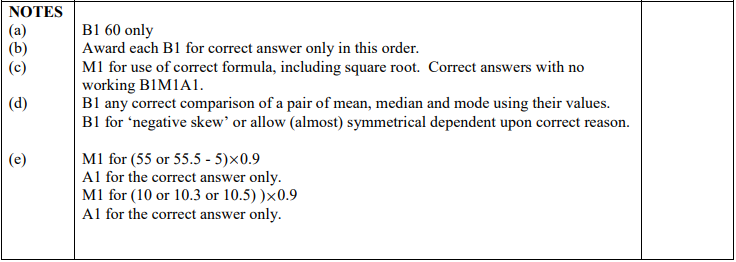 NOTES
(a) B1 60 only
(b) Award each B1 for correct answer only in this order.
(c) M1 for use of correct formula, including square root. Correct answers with no
working B1M1A1.
(d) B1 any correct comparison of a pair of mean, median and mode using their values.
B1 for ‘negative skew’ or allow (almost) symmetrical dependent upon correct reason.
(e) M1 for (55 or 55.5 - 5)×0.9
A1 for the correct answer only.
M1 for (10 or 10.3 or 10.5) )×0.9
A1 for the correct answer only.